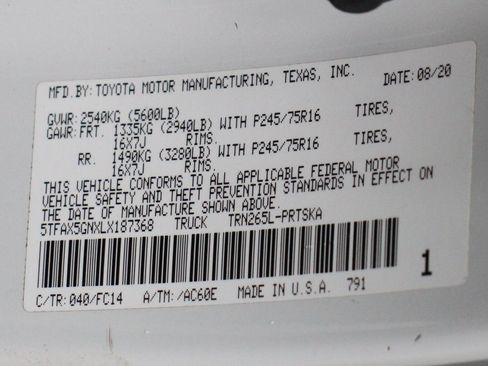 MFD.BY:TOYOTA MOTOR MANUFACTURING, TEXAS, INC.
DATE:08/20
GVWR:2540KG (5600LB)
GAWR:FRT. 1335KG (2940LB) WITH P245/75R16 TIRES,
16X7J RIMS.
RR. 1490KG (3280LB) WITH P245/75R16 TIRES,
16X7J RIMS.
THIS VEHICLE CONFORMS TO ALL APPLICABLE FEDERAL MOTOR
VEHICLE SAFETY AND THEFT PREVENTION STANDARDS IN EFFECT ON
THE DATE OF MANUFACTURE SHOWN ABOVE.
5TFAX5GNXLX187368 TRUCK TRN265L-PRTSKA
1
C/TR:040/FC14 A/TM:/AC60E MADE IN U.S.A. 791